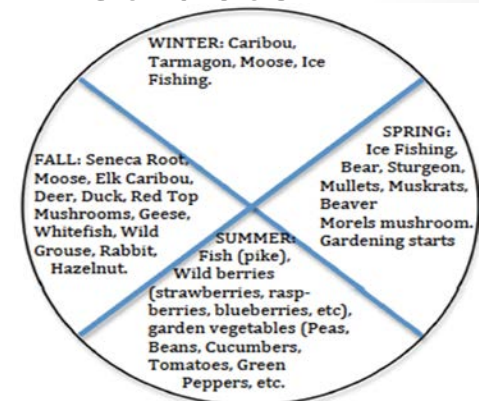 WINTER: Caribou,
Tarmagon, Moose, Ice
Fishing.
SPRING:
Ice Fishing,
Bear, Sturgeon,
Mullets, Muskrats,
Beaver
Morels mushroom.
Gardening starts
SUMMER:
Fish (pike),
Wild berries
(strawberries, rasp-
berries, blueberries, etc),
garden vegetables (Peas,
Beans, Cucumbers,
Tomatoes, Green
Peppers, etc.
FALL: Seneca Root,
Moose, Elk Caribou,
Deer, Duck, Red Top
Mushrooms, Geese,
Whitefish, Wild
Grouse, Rabbit,
Hazelnut.